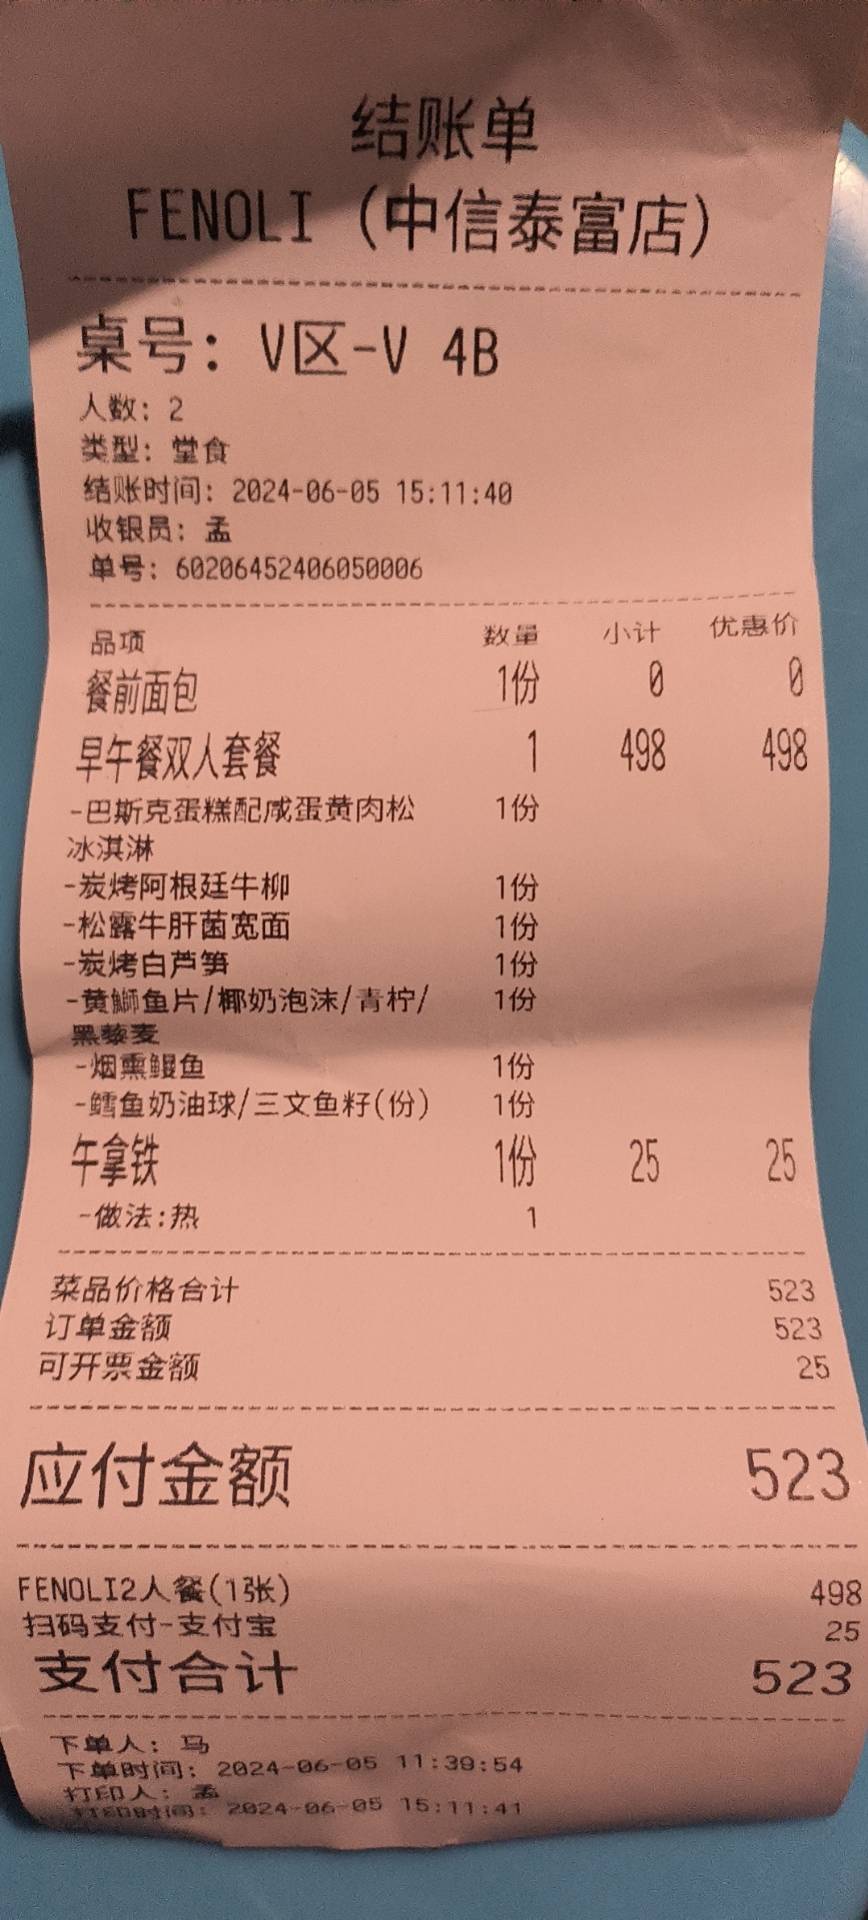 结账单
FENOLI (中信泰富店)
桌号: V区-V 4B
人数: 2
类型: 堂食
结账时间: 2024-06-05 15:11:40
收银员: 孟
单号: 602064524060​50006
品项 数量 小计 优惠价
餐前面包 1份 0 0
早午餐双人套餐 1 498 498
-巴斯克蛋糕配咸蛋黄肉松 1份
冰淇淋
-炭烤阿根廷牛柳 1份
-松露牛肝菌宽面 1份
-炭烤白芦笋 1份
-黄鰤鱼片/椰奶泡沫/青柠/ 1份
黑藜麦
-烟熏鳗鱼 1份
-鳕鱼奶油球/三文鱼籽(份) 1份
午拿铁 1份 25 25
-做法:热 1
菜品价格合计 523
订单金额 523
可开票金额 25
应付金额 523
FENOLI2人餐(1张) 498
扫码支付-支付宝 25
支付合计 523
下单人: 马
下单时间: 2024-06-05 11:39:54
打印人: 孟
打印时间: 2024-06-05 15:11:41